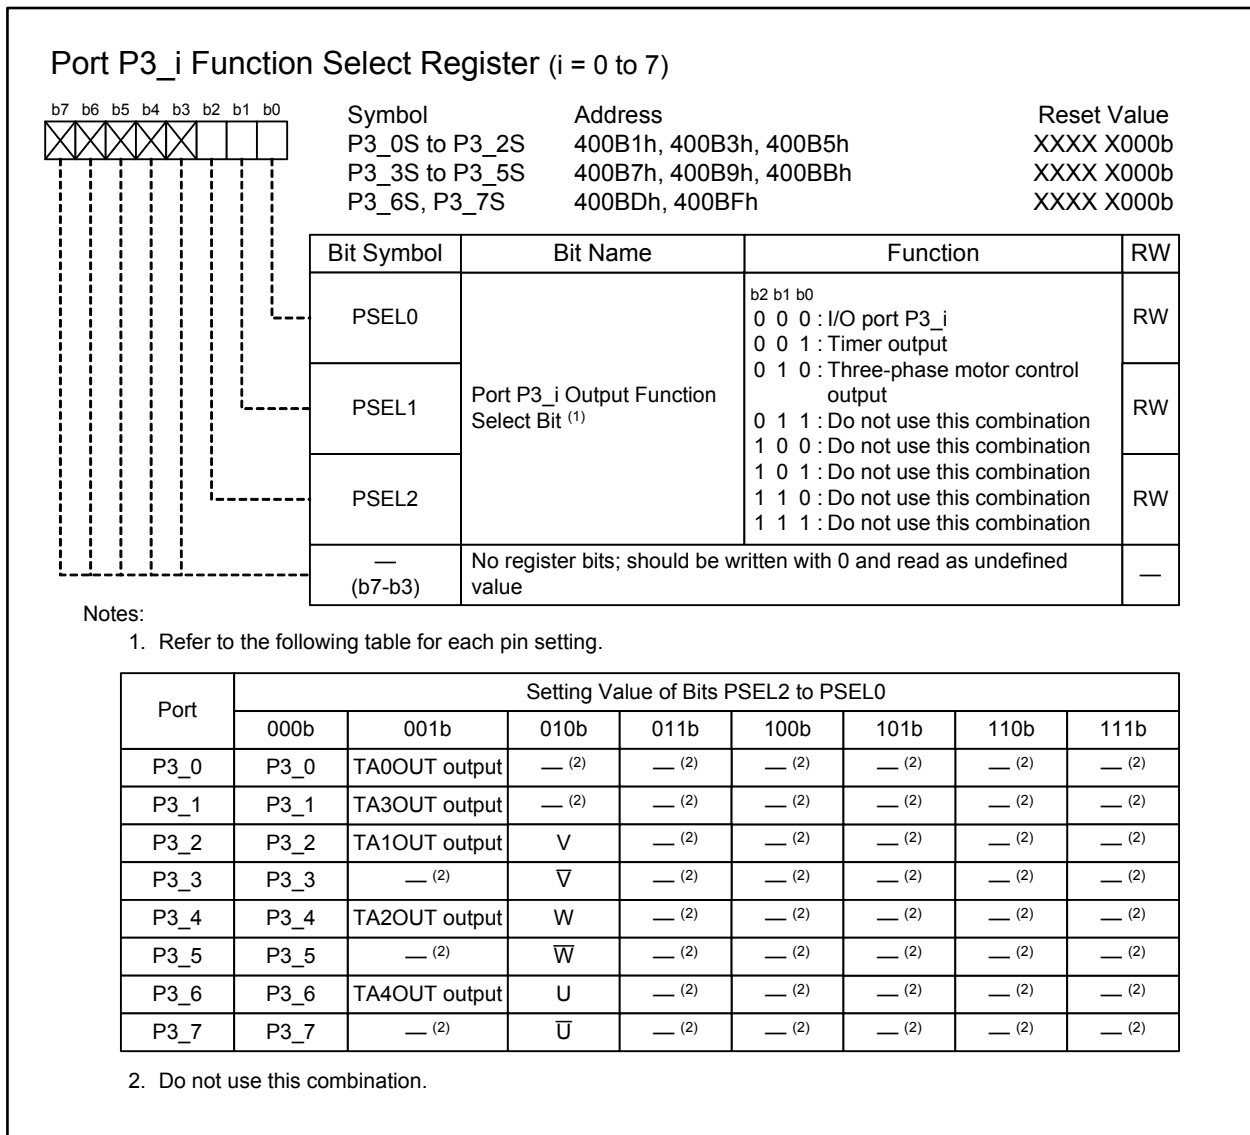 Port P3_i Function Select Register (i = 0 to 7)
b7 b6 b5 b4 b3 b2 b1 b0
Symbol Address Reset Value
P3_0S to P3_2S 400B1h, 400B3h, 400B5h XXXX X000b
P3_3S to P3_5S 400B7h, 400B9h, 400BBh XXXX X000b
P3_6S, P3_7S 400BDh, 400BFh XXXX X000b
Bit Symbol Bit Name Function RW
PSEL0 RW
PSEL1 RW
PSEL2 RW
Port P3_i Output Function
Select Bit (1)
b2 b1 b0
0 0 0 : I/O port P3_i
0 0 1 : Timer output
0 1 0 : Three-phase motor control
output
0 1 1 : Do not use this combination
1 0 0 : Do not use this combination
1 0 1 : Do not use this combination
1 1 0 : Do not use this combination
1 1 1 : Do not use this combination
—
(b7-b3)
No register bits; should be written with 0 and read as undefined
value
—
Notes:
1. Refer to the following table for each pin setting.
Port Setting Value of Bits PSEL2 to PSEL0
000b 001b 010b 011b 100b 101b 110b 111b
P3_0 P3_0 TA0OUT output — (2) — (2) — (2) — (2) — (2) — (2)
P3_1 P3_1 TA3OUT output — (2) — (2) — (2) — (2) — (2) — (2)
P3_2 P3_2 TA1OUT output V — (2) — (2) — (2) — (2) — (2)
P3_3 P3_3 — (2) V̅ — (2) — (2) — (2) — (2) — (2)
P3_4 P3_4 TA2OUT output W — (2) — (2) — (2) — (2) — (2)
P3_5 P3_5 — (2) W̅ — (2) — (2) — (2) — (2) — (2)
P3_6 P3_6 TA4OUT output U — (2) — (2) — (2) — (2) — (2)
P3_7 P3_7 — (2) U̅ — (2) — (2) — (2) — (2) — (2)
2. Do not use this combination.